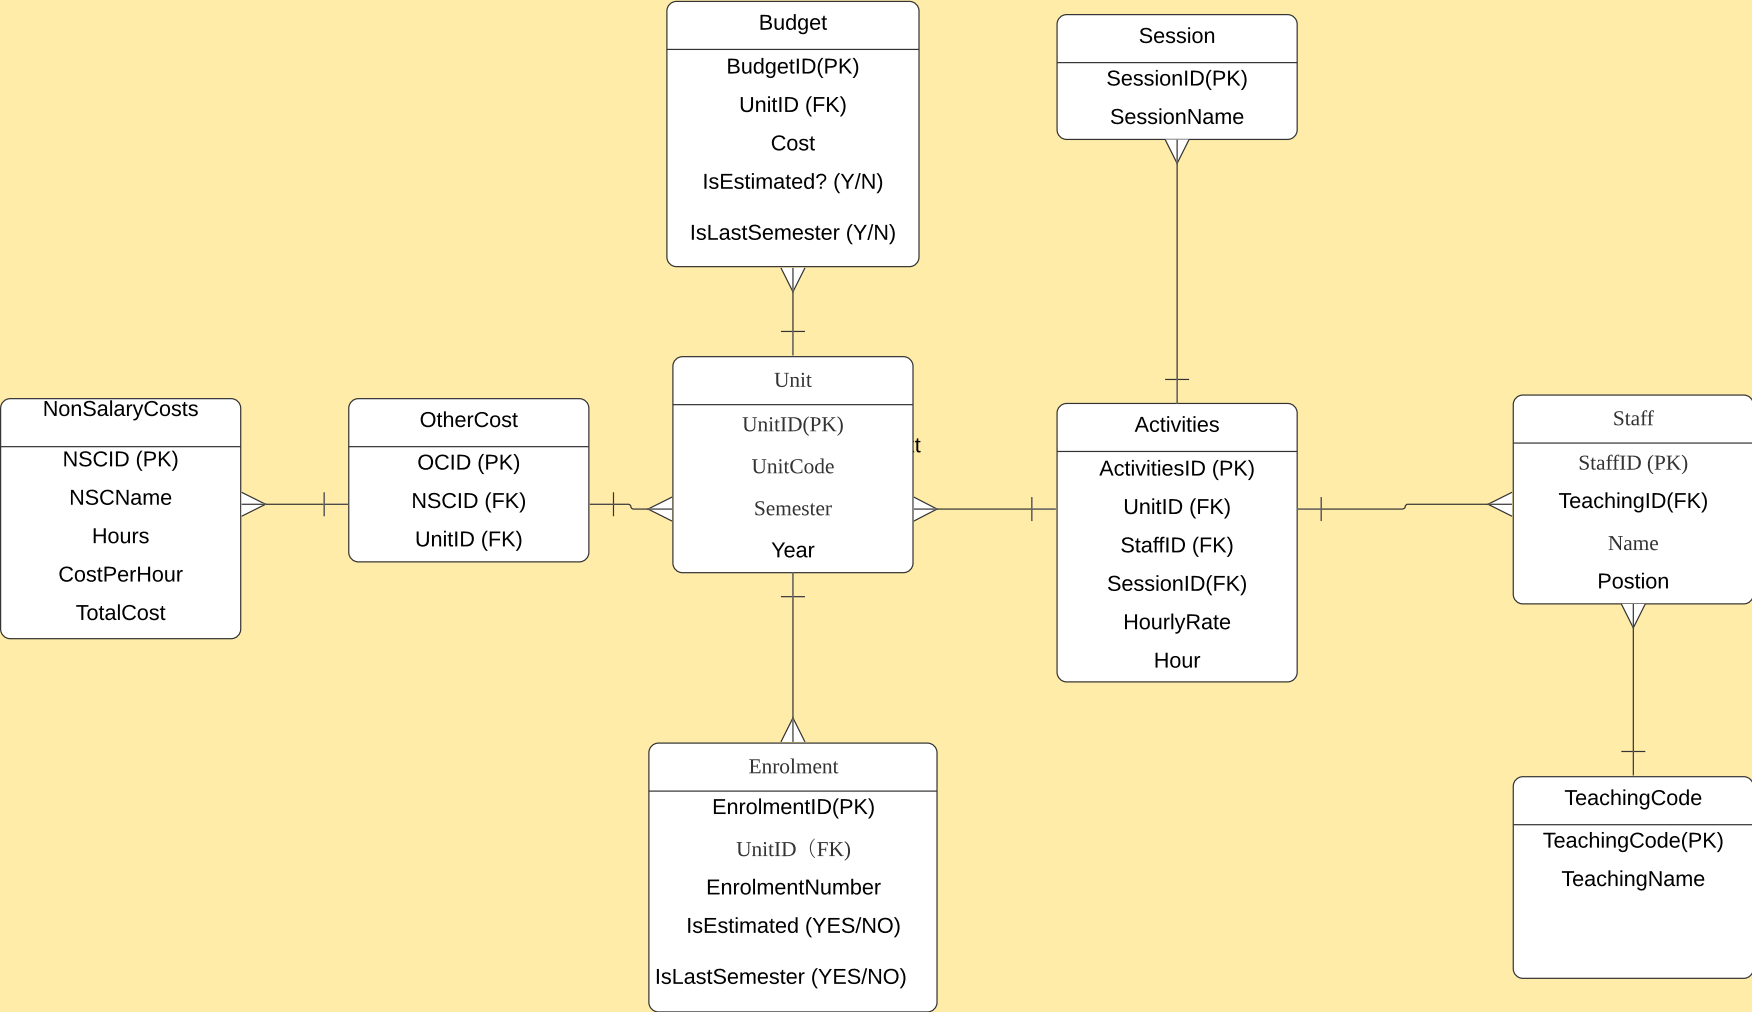 Budget
BudgetID(PK)
UnitID (FK)
Cost
IsEstimated? (Y/N)
IsLastSemester (Y/N)
Session
SessionID(PK)
SessionName
NonSalaryCosts
NSCID (PK)
NSCName
Hours
CostPerHour
TotalCost
OtherCost
OCID (PK)
NSCID (FK)
UnitID (FK)
Unit
UnitID(PK)
UnitCode
Semester
Year
Activities
ActivitiesID (PK)
UnitID (FK)
StaffID (FK)
SessionID(FK)
HourlyRate
Hour
Staff
StaffID (PK)
TeachingID(FK)
Name
Postion
Enrolment
EnrolmentID(PK)
UnitID（FK)
EnrolmentNumber
IsEstimated (YES/NO)
IsLastSemester (YES/NO)
TeachingCode
TeachingCode(PK)
TeachingName